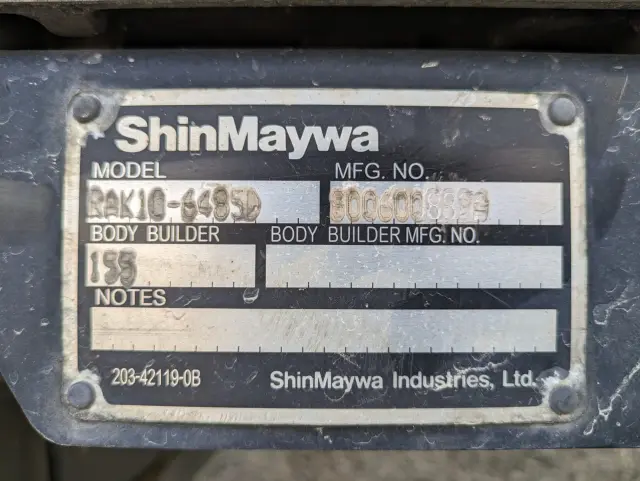 ShinMaywa
MODEL MFG. NO.
RAK10-6485D
BODY BUILDER BODY BUILDER MFG. NO.
155
NOTES
203-42119-0B ShinMaywa Industries, Ltd.